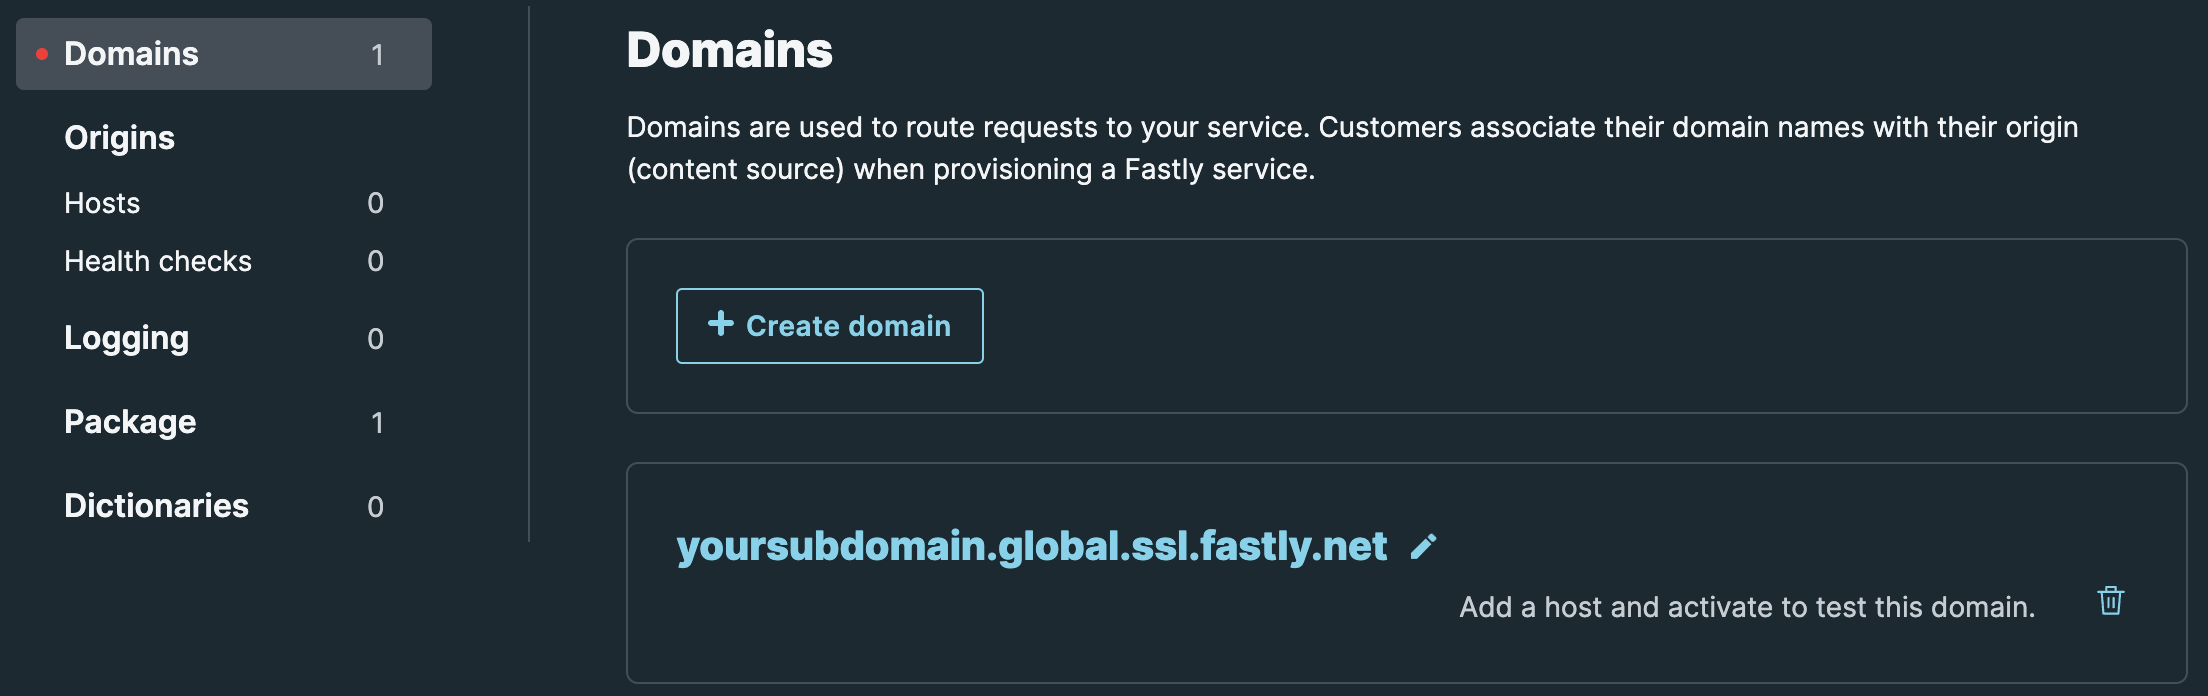 Domains 1
Origins
Hosts 0
Health checks 0
Logging 0
Package 1
Dictionaries 0
Domains
Domains are used to route requests to your service. Customers associate their domain names with their origin
(content source) when provisioning a Fastly service.
+ Create domain
yoursubdomain.global.ssl.fastly.net
Add a host and activate to test this domain.